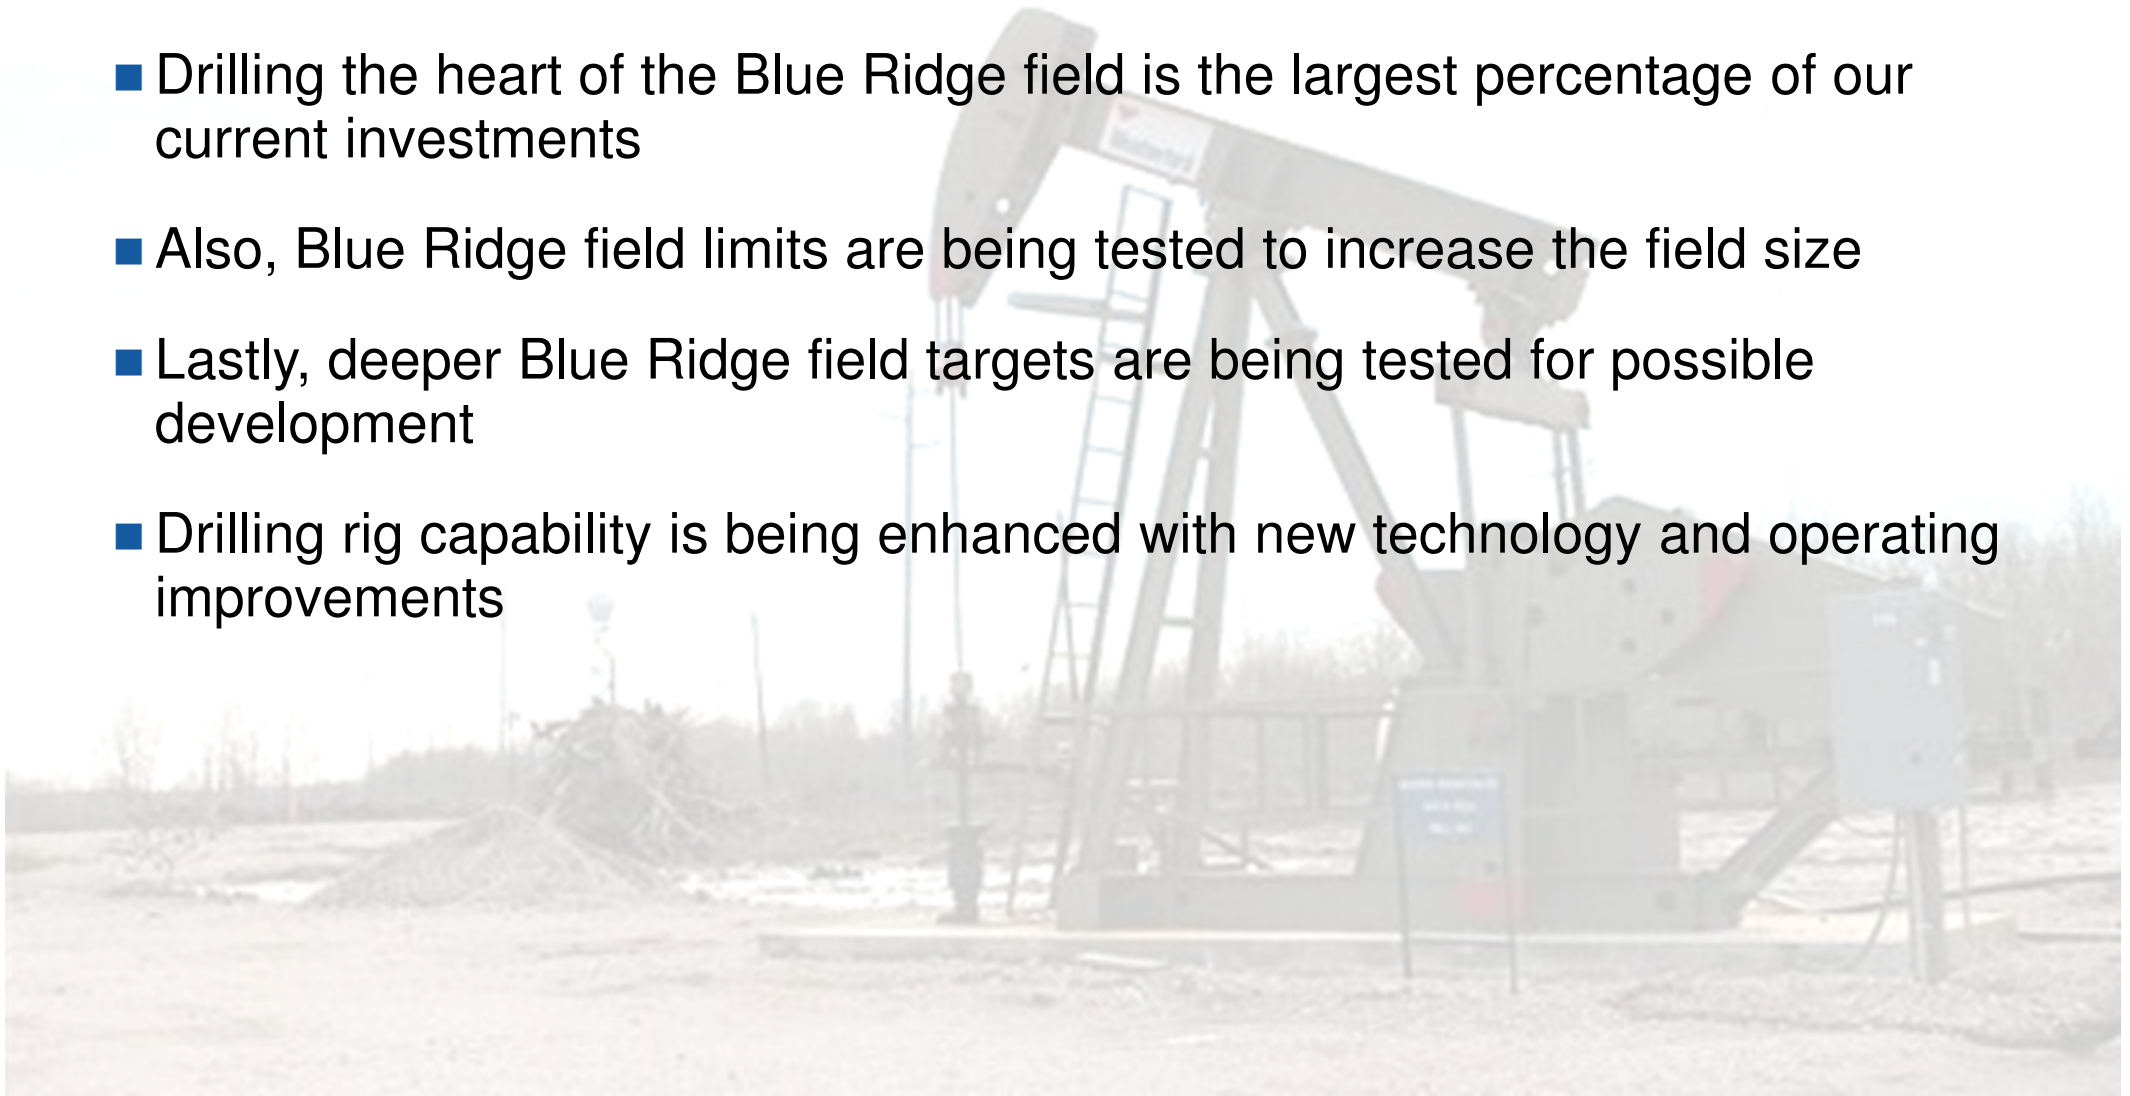 Drilling the heart of the Blue Ridge field is the largest percentage of our
current investments
Also, Blue Ridge field limits are being tested to increase the field size
Lastly, deeper Blue Ridge field targets are being tested for possible
development
Drilling rig capability is being enhanced with new technology and operating
improvements
Weatherford